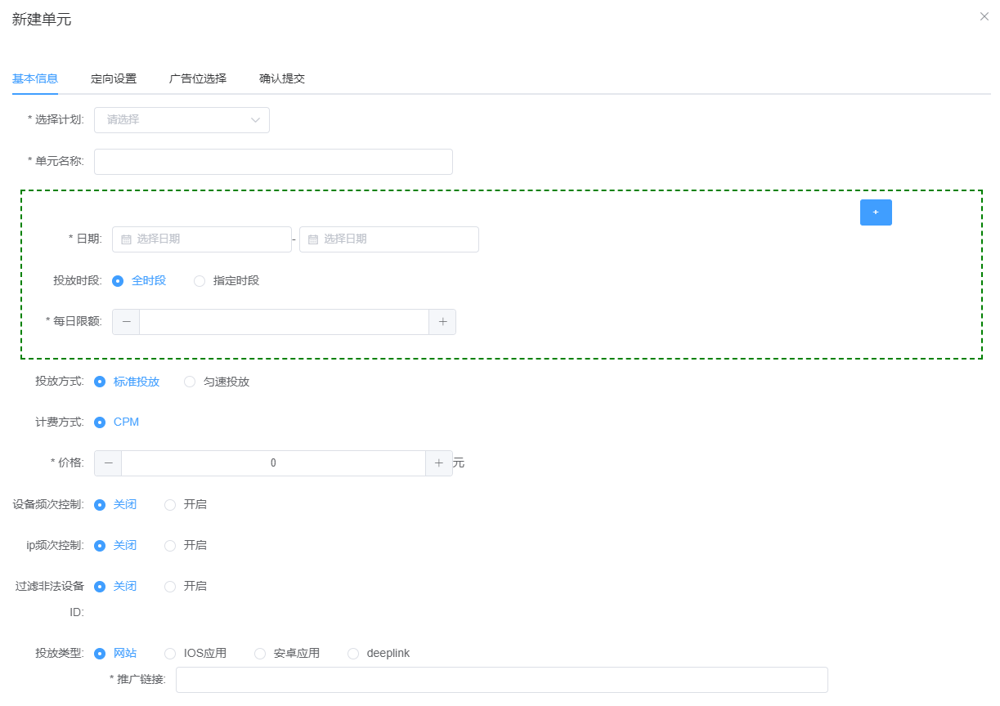 新建单元
基本信息 定向设置 广告位选择 确认提交
* 选择计划: 请选择
* 单元名称:
+
* 日期: 选择日期 - 选择日期
投放时段: 全时段 指定时段
* 每日限额: − +
投放方式: 标准投放 匀速投放
计费方式: CPM
* 价格: − 0 + 元
设备频次控制: 关闭 开启
ip频次控制: 关闭 开启
过滤非法设备 关闭 开启
ID:
投放类型: 网站 IOS应用 安卓应用 deeplink
* 推广链接: